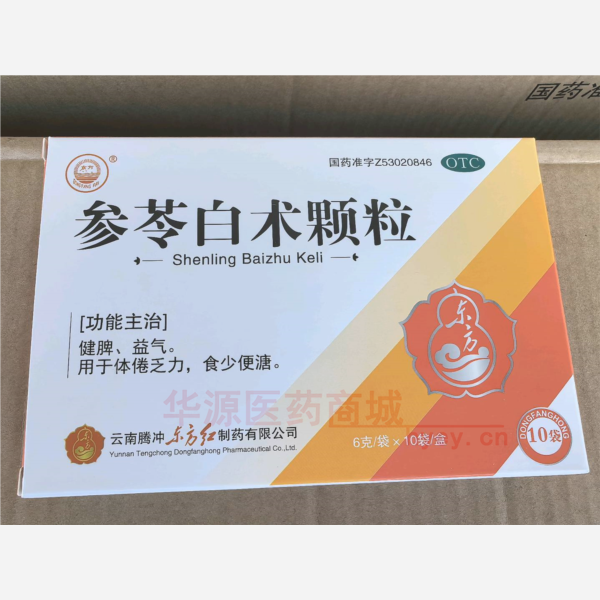 国药准
国药准字Z53020846
OTC
®
参苓白术颗粒
Shenling Baizhu Keli
[功能主治]
健脾、益气。
用于体倦乏力，食少便溏。
东方
华源医药商城
云南腾冲东方红制药有限公司
Yunnan Tengchong Dongfanghong Pharmaceutical Co.,Ltd.
6克/袋×10袋/盒
DONGFANGHONG
10袋